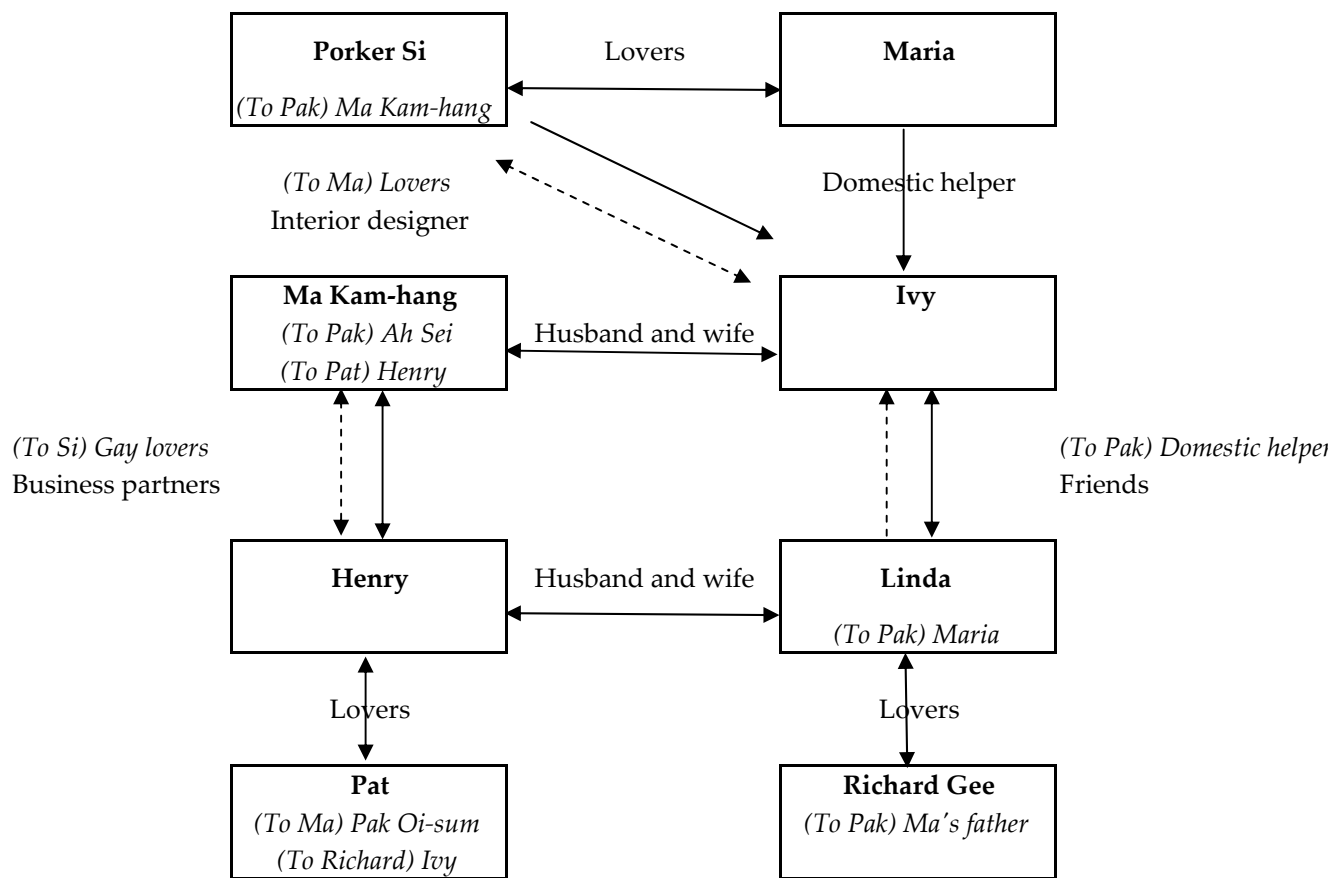 Porker Si
Lovers
Maria
(To Pak) Ma Kam-hang
(To Ma) Lovers
Interior designer
Domestic helper
Ma Kam-hang
(To Pak) Ah Sei
(To Pat) Henry
Husband and wife
Ivy
(To Si) Gay lovers
Business partners
(To Pak) Domestic helper
Friends
Henry
Husband and wife
Linda
(To Pak) Maria
Lovers
Lovers
Pat
(To Ma) Pak Oi-sum
(To Richard) Ivy
Richard Gee
(To Pak) Ma's father